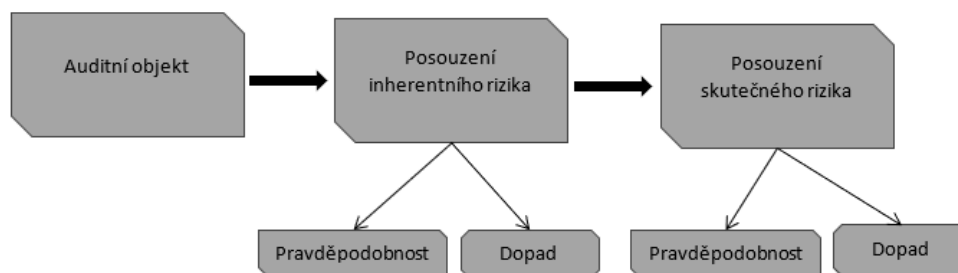 Auditní objekt
Posouzení
inherentního rizika
Posouzení
skutečného rizika
Pravděpodobnost
Dopad
Pravděpodobnost
Dopad